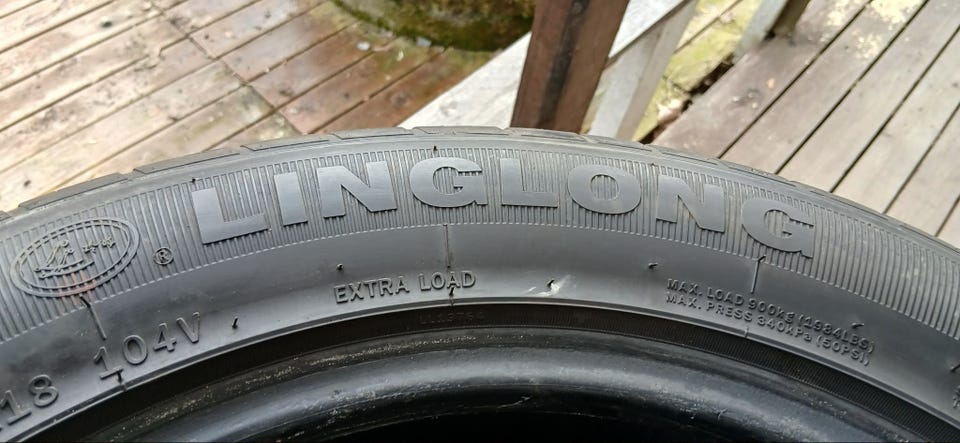 LINGLONG
®
EXTRA LOAD
MAX. LOAD 900kg (1984LBS)
MAX. PRESS 340kPa (50PSI)
18 104V